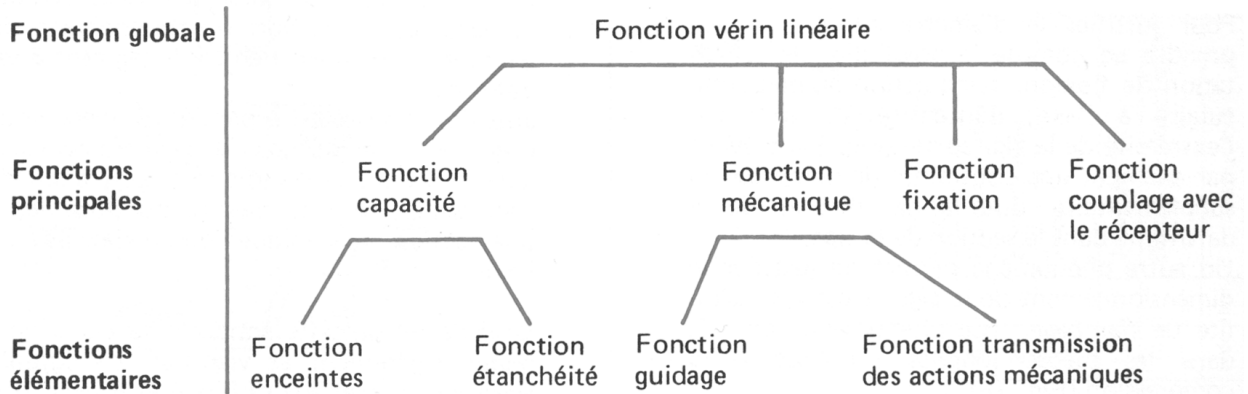 Fonction globale
Fonction vérin linéaire
Fonctions
principales
Fonction
capacité
Fonction
mécanique
Fonction
fixation
Fonction
couplage avec
le récepteur
Fonctions
élémentaires
Fonction
enceintes
Fonction
étanchéité
Fonction
guidage
Fonction transmission
des actions mécaniques